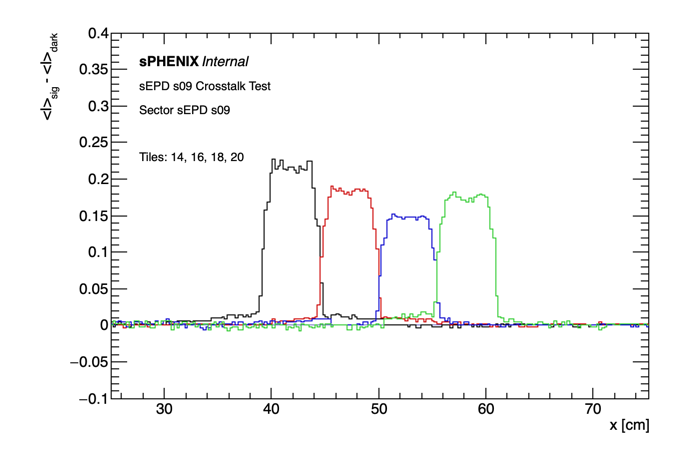 <I>sig - <I>dark
0.4
0.35
0.3
0.25
0.2
0.15
0.1
0.05
0
−0.05
−0.1
sPHENIX Internal
sEPD s09 Crosstalk Test
Sector sEPD s09
Tiles: 14, 16, 18, 20
30 40 50 60 70
x [cm]